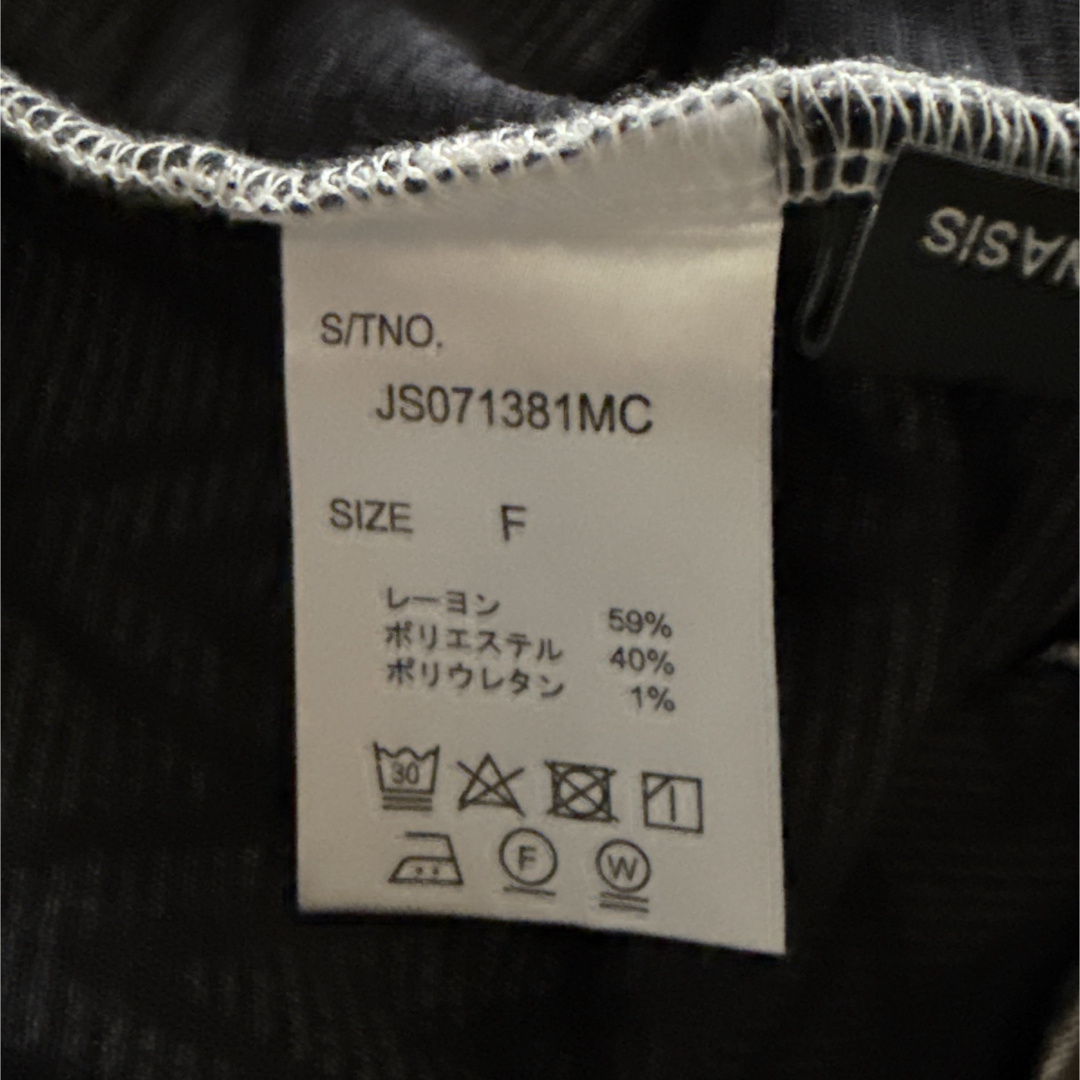 S/TNO.
JS071381MC
SIZE F
レーヨン 59%
ポリエステル 40%
ポリウレタン 1%
30
F
W